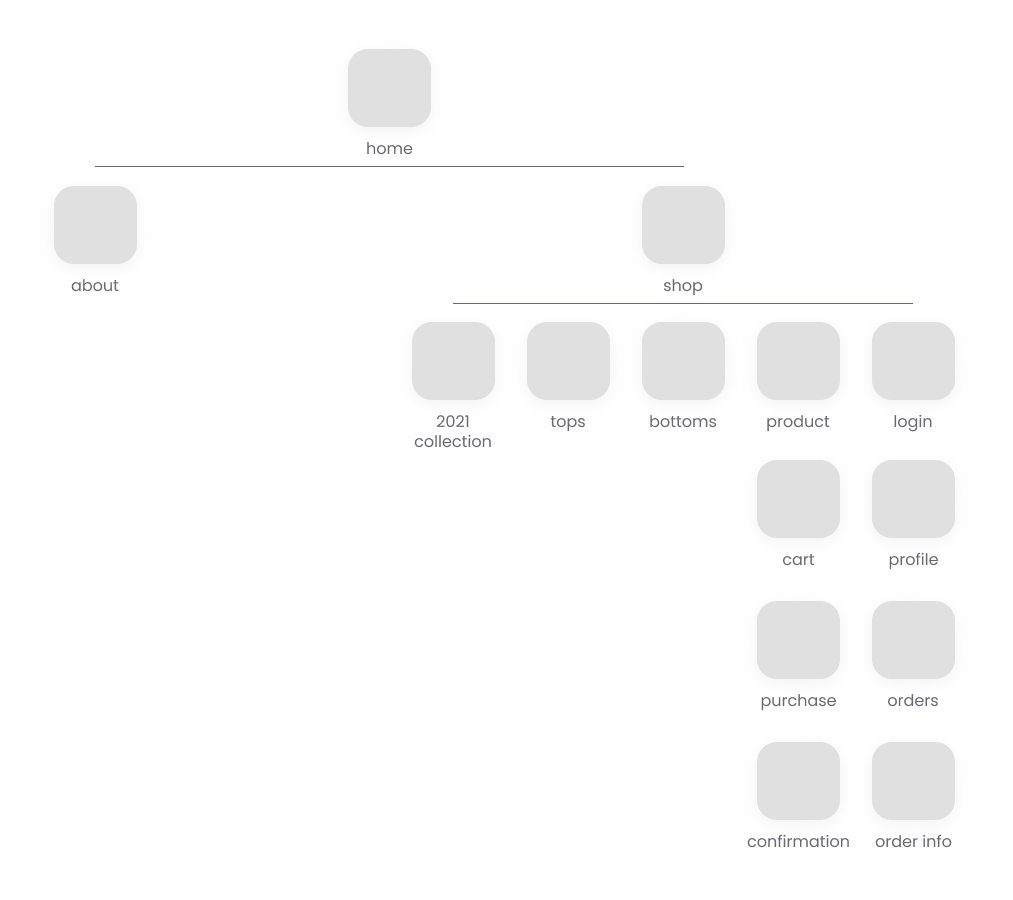 home
about
shop
2021
collection
tops
bottoms
product
login
cart
profile
purchase
orders
confirmation
order info